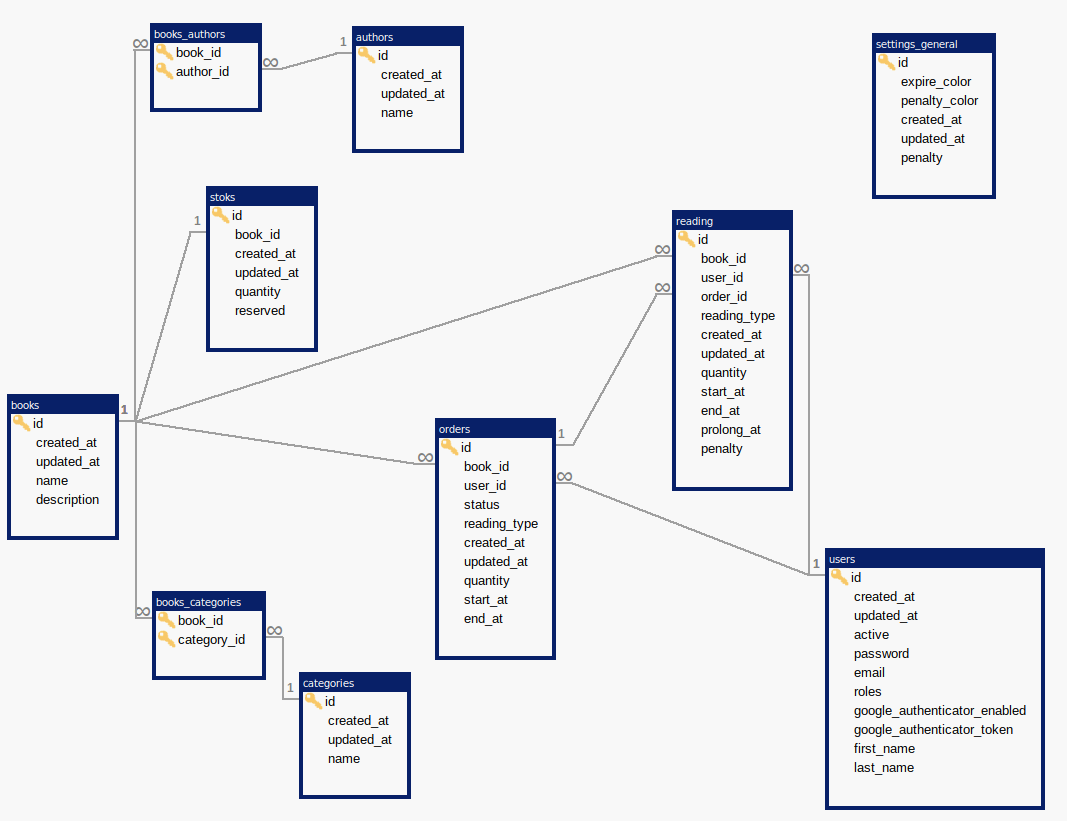 books_authors
book_id
author_id
∞
∞
1
authors
id
created_at
updated_at
name
settings_general
id
expire_color
penalty_color
created_at
updated_at
penalty
stoks
id
book_id
created_at
updated_at
quantity
reserved
1
reading
id
book_id
user_id
order_id
reading_type
created_at
updated_at
quantity
start_at
end_at
prolong_at
penalty
∞
∞
∞
books
id
created_at
updated_at
name
description
1
orders
id
book_id
user_id
status
reading_type
created_at
updated_at
quantity
start_at
end_at
∞
1
∞
users
id
created_at
updated_at
active
password
email
roles
google_authenticator_enabled
google_authenticator_token
first_name
last_name
1
books_categories
book_id
category_id
∞
∞
1
categories
id
created_at
updated_at
name